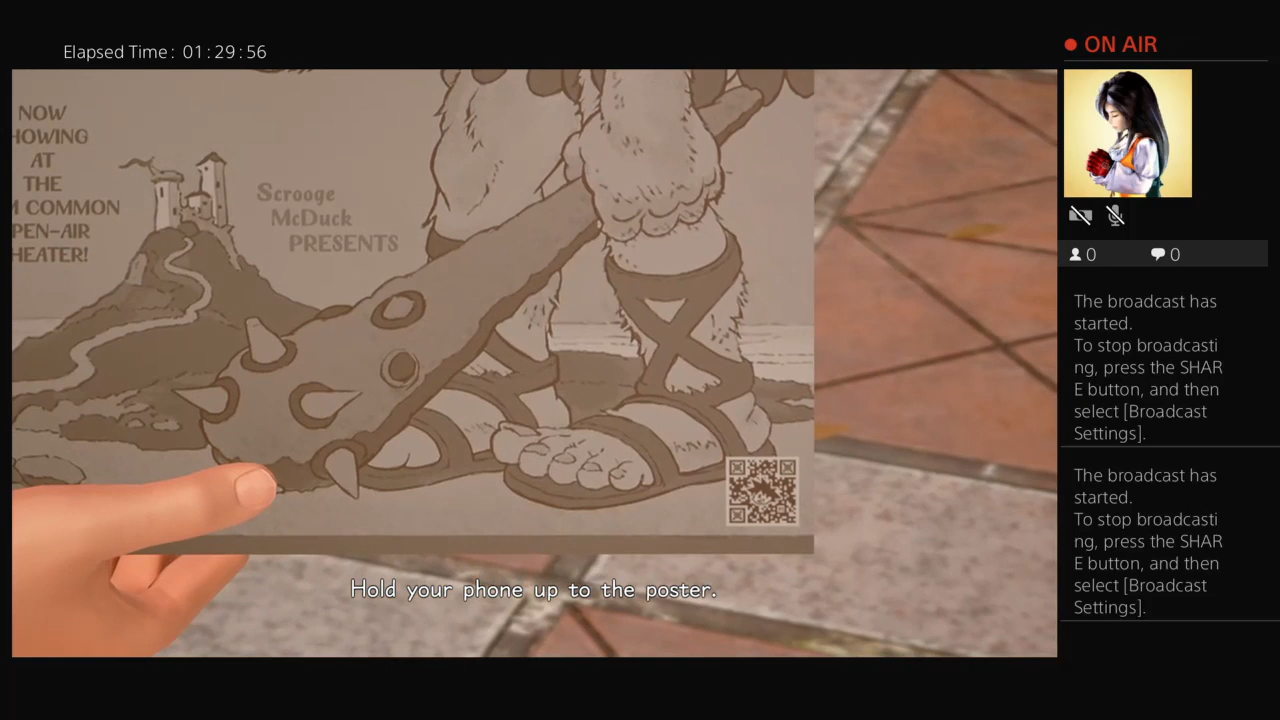 Elapsed Time: 01:29:56
ON AIR
NOW
HOWING
AT
THE
M COMMON
PEN-AIR
HEATER!
Scrooge
McDuck
PRESENTS
Hold your phone up to the poster.
0
0
The broadcast has
started.
To stop broadcasti
ng, press the SHAR
E button, and then
select [Broadcast
Settings].
The broadcast has
started.
To stop broadcasti
ng, press the SHAR
E button, and then
select [Broadcast
Settings].